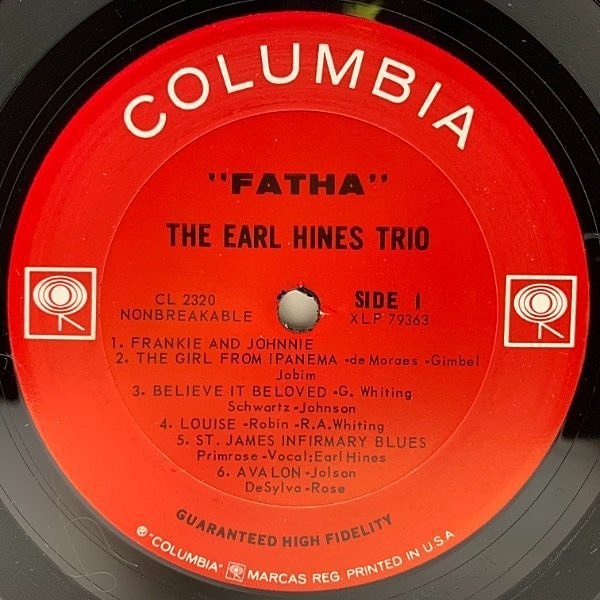 COLUMBIA
"FATHA"
THE EARL HINES TRIO
CL 2320
NONBREAKABLE
SIDE 1
XLP 79363
1. FRANKIE AND JOHNNIE
2. THE GIRL FROM IPANEMA -de Moraes -Gimbel
Jobim
3. BELIEVE IT BELOVED -G. Whiting
Schwartz -Johnson
4. LOUISE -Robin -R.A.Whiting
5. ST. JAMES INFIRMARY BLUES
Primrose -Vocal:Earl Hines
6. AVALON -Jolson
DeSylva -Rose
GUARANTEED HIGH FIDELITY
® "COLUMBIA" MARCAS REG. PRINTED IN U.S.A